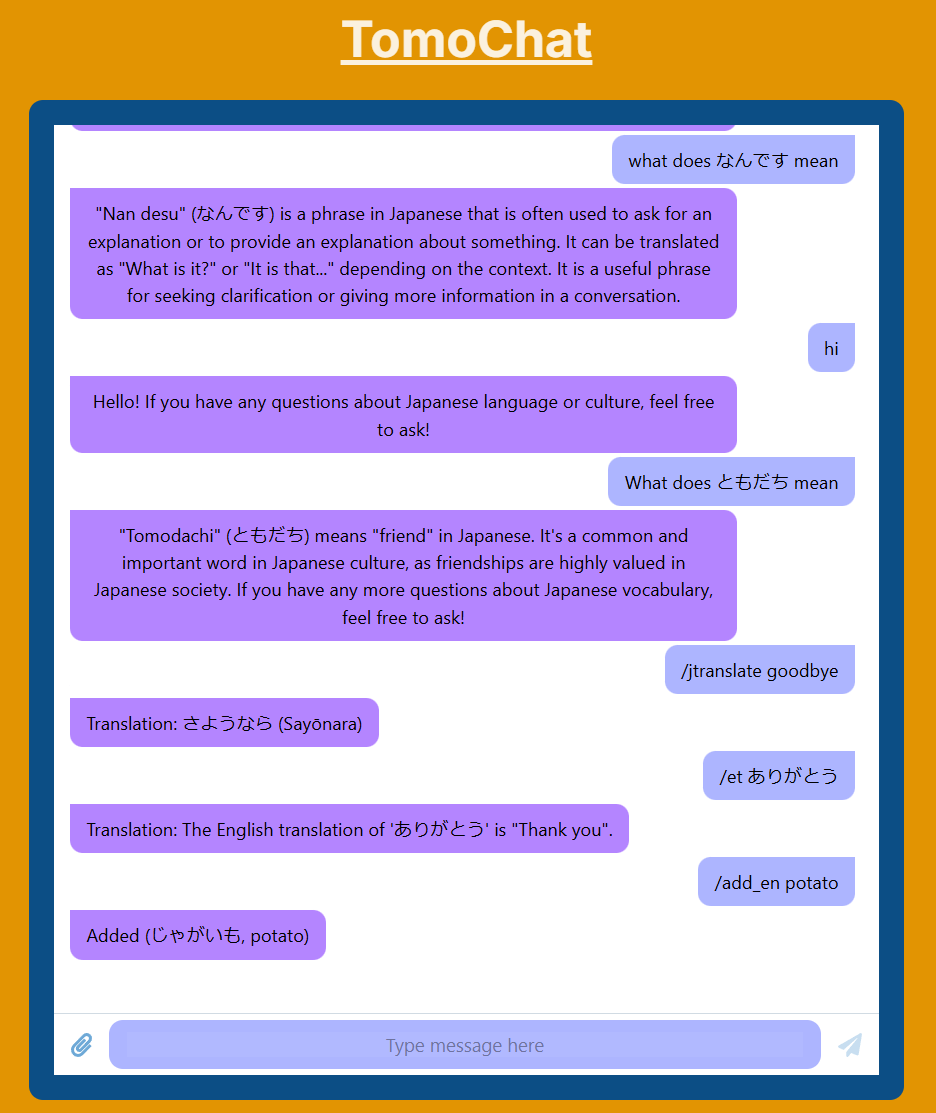 TomoChat
what does なんです mean
"Nan desu" (なんです) is a phrase in Japanese that is often used to ask for an
explanation or to provide an explanation about something. It can be translated
as "What is it?" or "It is that..." depending on the context. It is a useful phrase
for seeking clarification or giving more information in a conversation.
hi
Hello! If you have any questions about Japanese language or culture, feel free
to ask!
What does ともだち mean
"Tomodachi" (ともだち) means "friend" in Japanese. It's a common and
important word in Japanese culture, as friendships are highly valued in
Japanese society. If you have any more questions about Japanese vocabulary,
feel free to ask!
/jtranslate goodbye
Translation: さようなら (Sayōnara)
/et ありがとう
Translation: The English translation of 'ありがとう' is "Thank you".
/add_en potato
Added (じゃがいも, potato)
Type message here